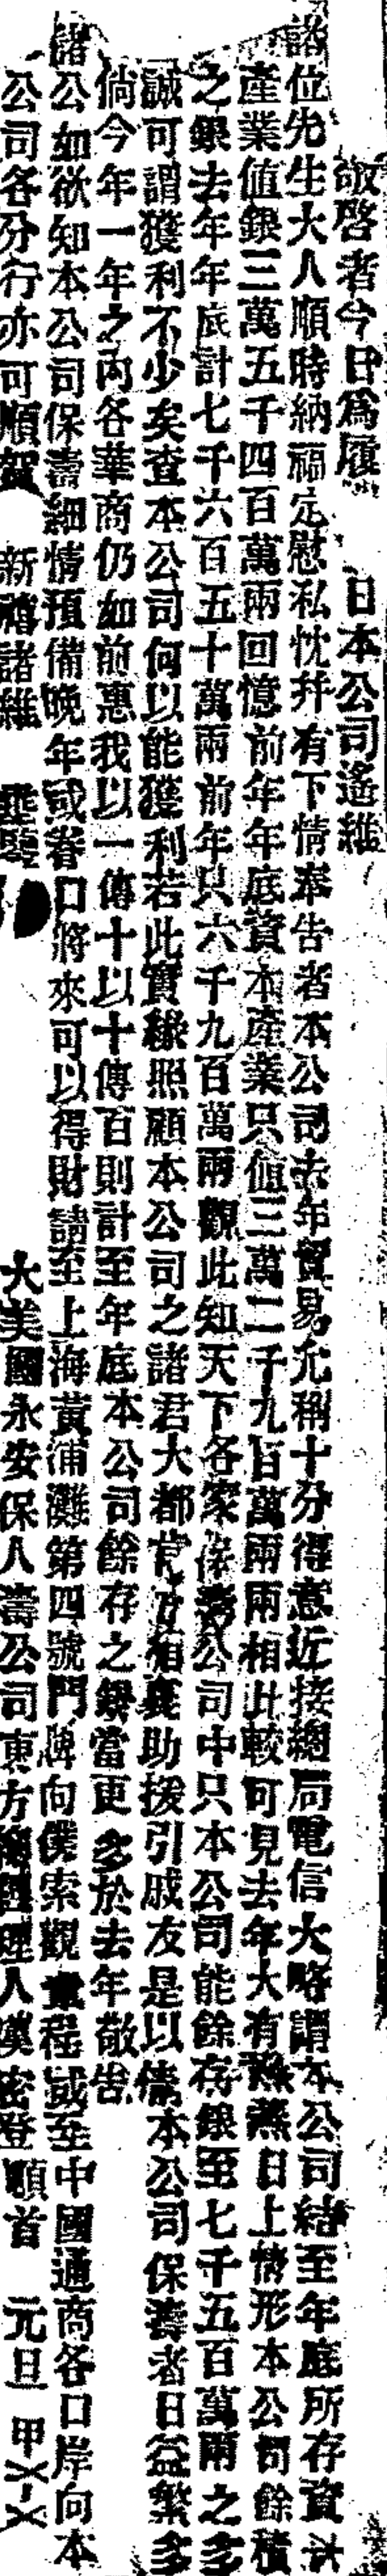 敬啓者今日爲履 日本公司遙維
諸位先生大人順時納福定慰私忱幷有下情奉告者本公司去年貿易尤稱十分得意近接總局電信大略謂本公司結至年底所存資
產業値銀三萬五千四百萬兩回憶前年年底資本產業只値三萬二千九百萬兩兩相比較可見去年大有蒸蒸日上情形本公司餘積
之銀去年年底計七千六百五十萬兩前年只六千九百萬兩觀此知天下各家保壽公司中只本公司能餘存銀至七千五百萬兩之多
誠可謂獲利不少矣查本公司何以能獲利若此實緣照顧本公司之諸君大都襄助援引戚友是以儔本公司保壽者日益繁多
倘今年一年之內各華商仍如前惠我以一傳十以十傳百則計至年底本公司餘存之銀當更多於去年敬告
諸公如欲知本公司保壽細情預備晚年或眷口將來可以得財請至上海黃浦灘第四號門牌向僕索觀章程或至中國通商各口岸向本
公司各分行亦可順賀 新禧諸維 垂鑒 大美國永安保人壽公司東方總經理人漢密登頓首 元旦 甲